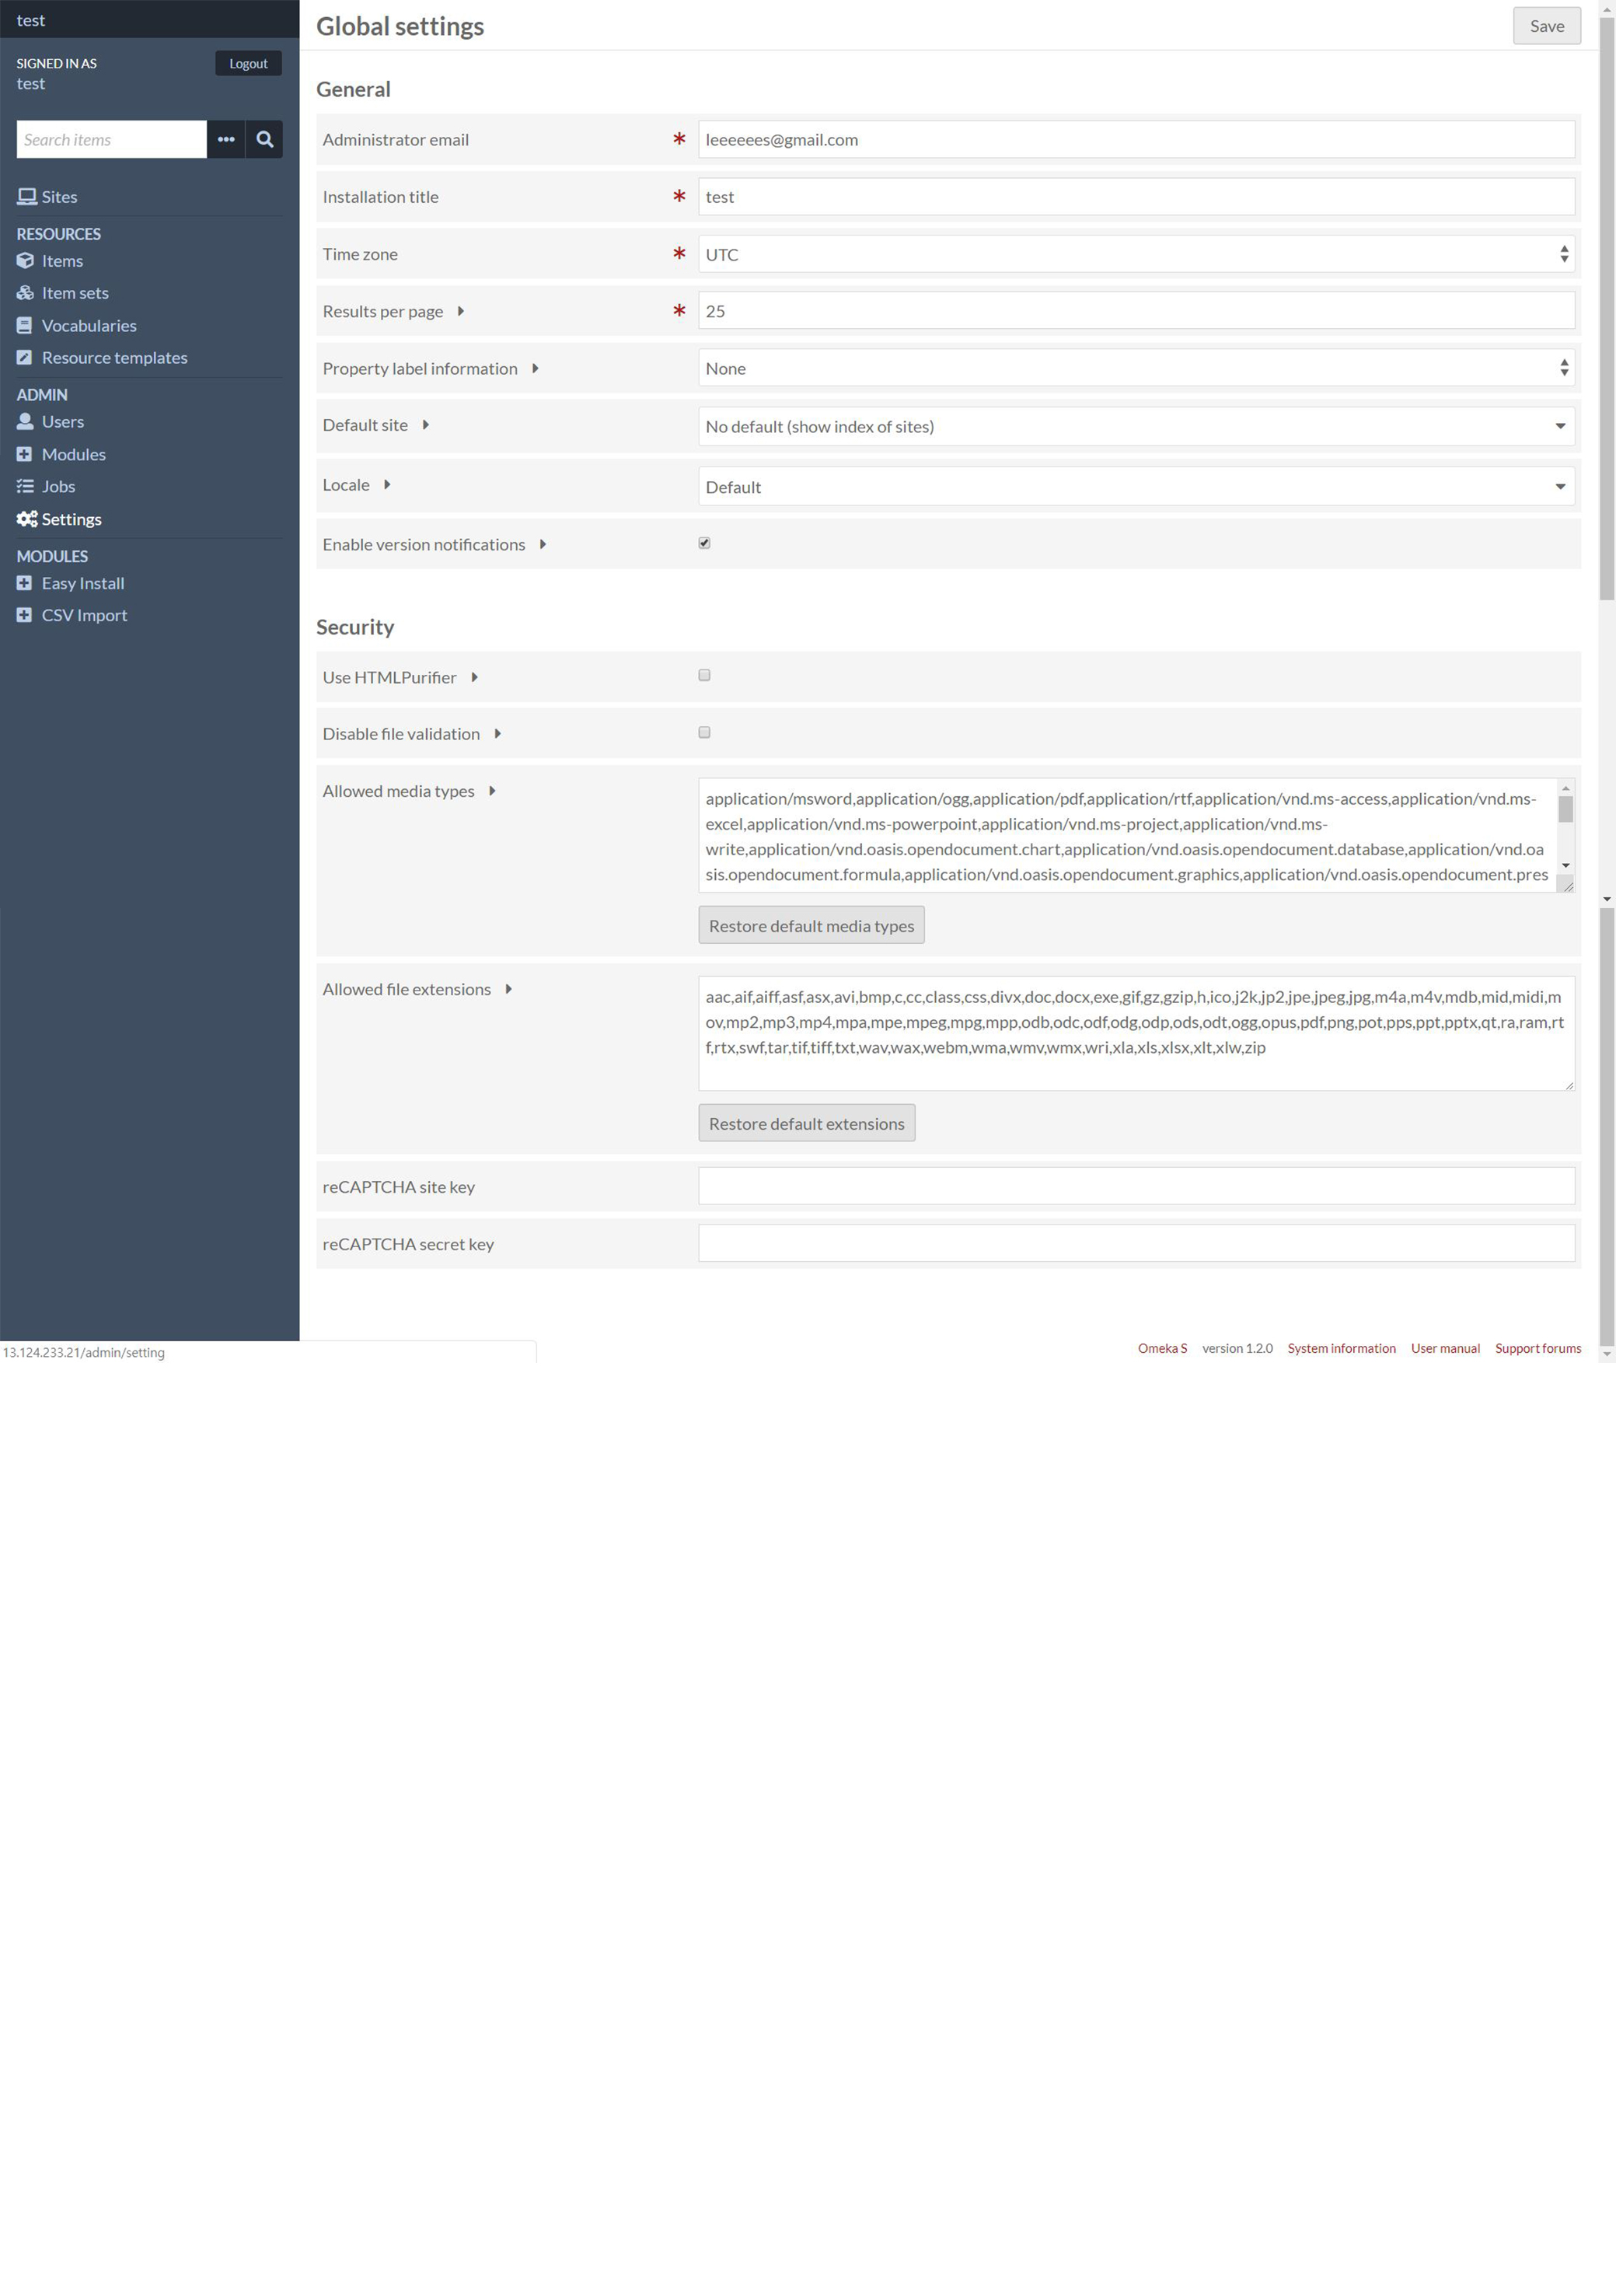 test
SIGNED IN AS
Logout
test
Search items
Sites
RESOURCES
Items
Item sets
Vocabularies
Resource templates
ADMIN
Users
Modules
Jobs
Settings
MODULES
Easy Install
CSV Import
Global settings
Save
General
Administrator email
leeeeees@gmail.com
Installation title
test
Time zone
UTC
Results per page
25
Property label information
None
Default site
No default (show index of sites)
Locale
Default
Enable version notifications
Security
Use HTMLPurifier
Disable file validation
Allowed media types
application/msword,application/ogg,application/pdf,application/rtf,application/vnd.ms-access,application/vnd.ms-
excel,application/vnd.ms-powerpoint,application/vnd.ms-project,application/vnd.ms-
write,application/vnd.oasis.opendocument.chart,application/vnd.oasis.opendocument.database,application/vnd.oa
sis.opendocument.formula,application/vnd.oasis.opendocument.graphics,application/vnd.oasis.opendocument.pres
Restore default media types
Allowed file extensions
aac,aif,aiff,asf,asx,avi,bmp,c,cc,class,css,divx,doc,docx,exe,gif,gz,gzip,h,ico,j2k,jp2,jpe,jpeg,jpg,m4a,m4v,mdb,mid,midi,m
ov,mp2,mp3,mp4,mpa,mpe,mpeg,mpg,mpp,odb,odc,odf,odg,odp,ods,odt,ogg,opus,pdf,png,pot,pps,ppt,pptx,qt,ra,ram,rt
f,rtx,swf,tar,tif,tiff,txt,wav,wax,webm,wma,wmv,wmx,wri,xla,xls,xlsx,xlt,xlw,zip
Restore default extensions
reCAPTCHA site key
reCAPTCHA secret key
13.124.233.21/admin/setting
Omeka S version 1.2.0 System information User manual Support forums